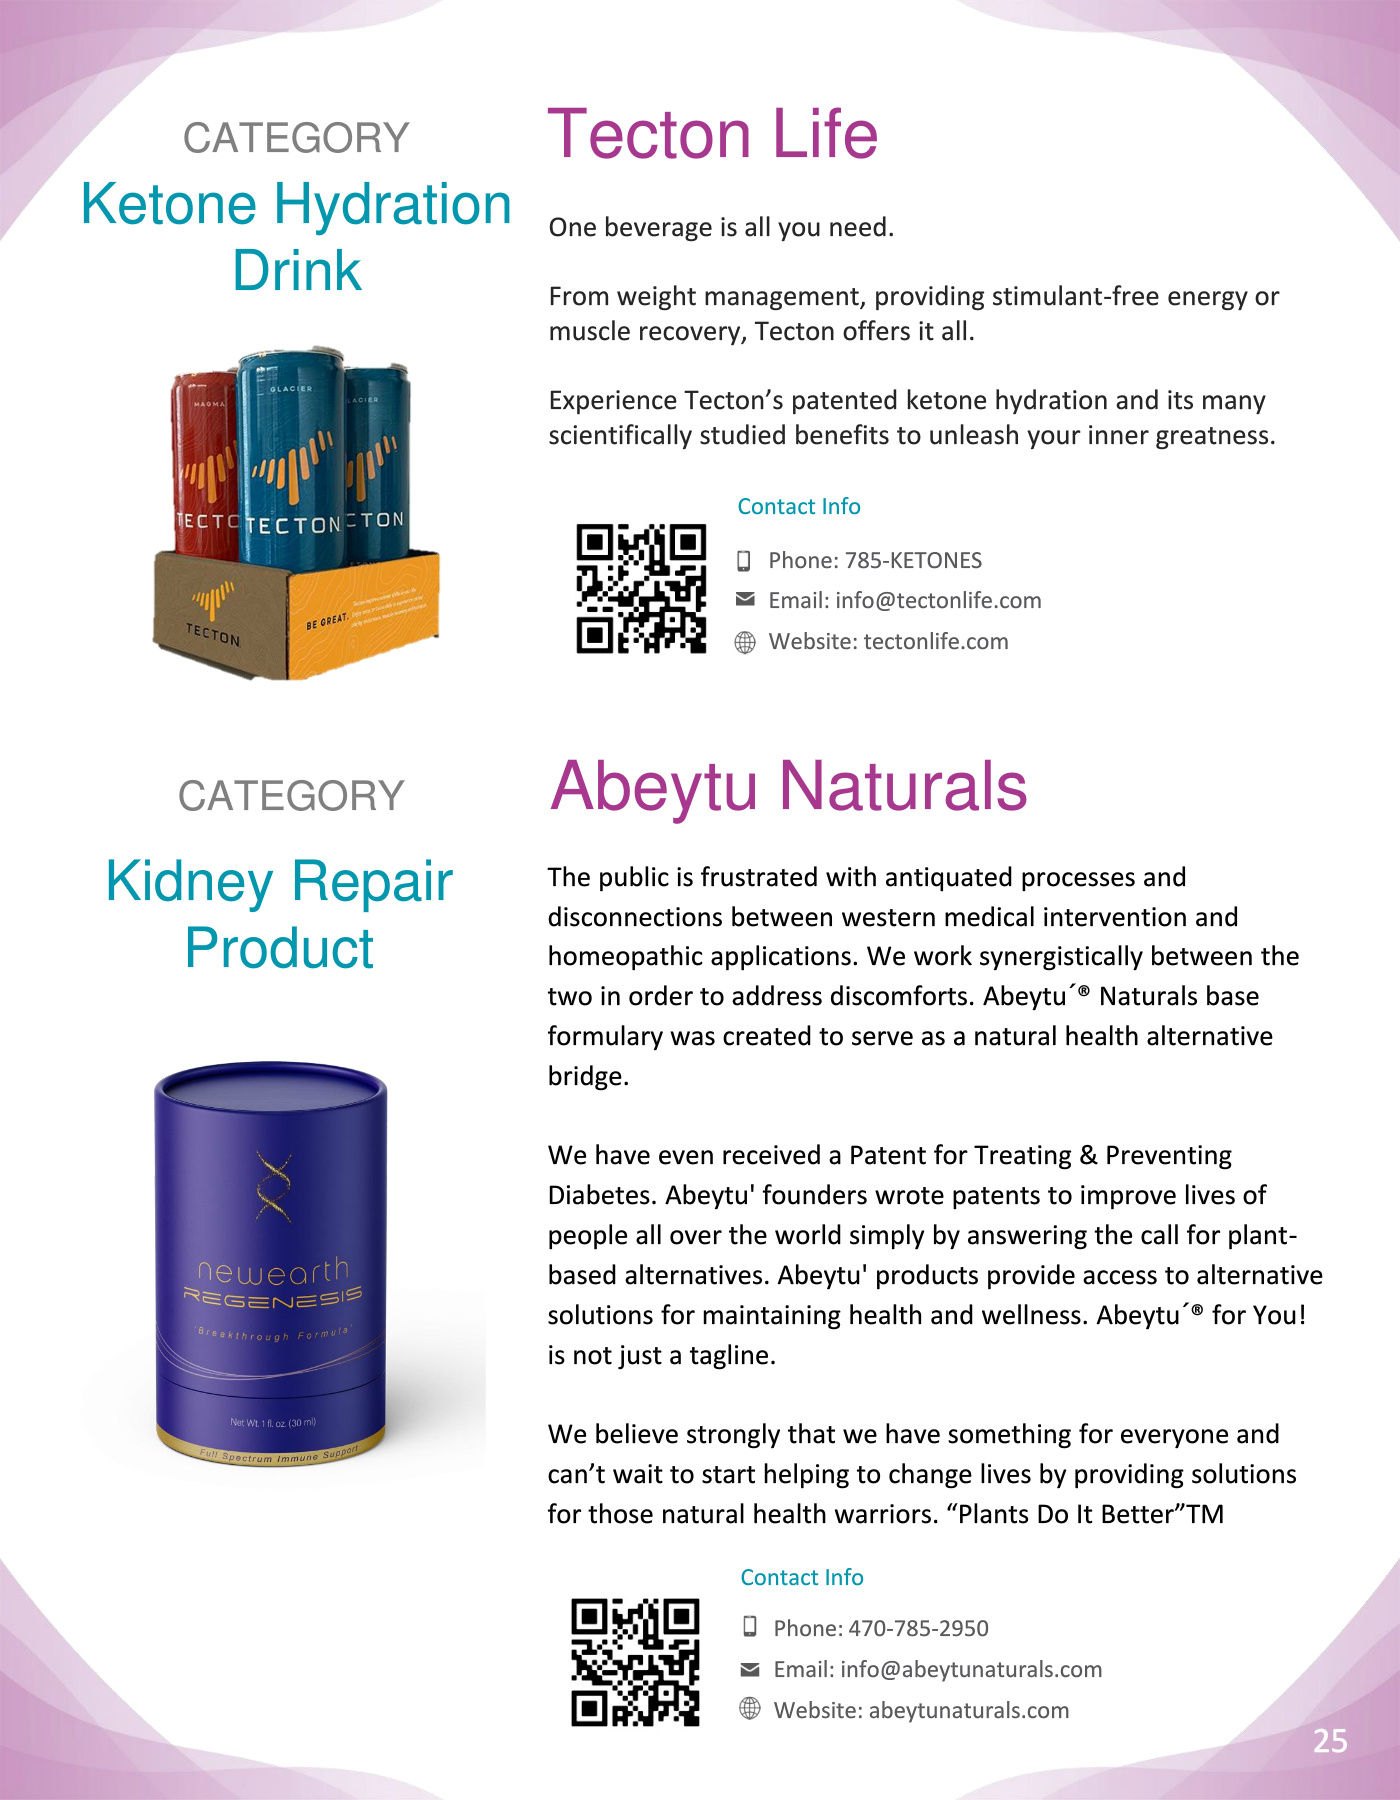 CATEGORY
Ketone Hydration
Drink
Tecton Life
One beverage is all you need.
From weight management, providing stimulant-free energy or
muscle recovery, Tecton offers it all.
Experience Tecton’s patented ketone hydration and its many
scientifically studied benefits to unleash your inner greatness.
MAGMA
GLACIER
LACIER
TECTC
TECTON
CTON
TECTON
BE GREAT.
Contact Info
Phone: 785-KETONES
Email: info@tectonlife.com
Website: tectonlife.com
CATEGORY
Kidney Repair
Product
Abeytu Naturals
The public is frustrated with antiquated processes and
disconnections between western medical intervention and
homeopathic applications. We work synergistically between the
two in order to address discomforts. Abeytu´® Naturals base
formulary was created to serve as a natural health alternative
bridge.
We have even received a Patent for Treating & Preventing
Diabetes. Abeytu' founders wrote patents to improve lives of
people all over the world simply by answering the call for plant-
based alternatives. Abeytu' products provide access to alternative
solutions for maintaining health and wellness. Abeytu´® for You!
is not just a tagline.
We believe strongly that we have something for everyone and
can’t wait to start helping to change lives by providing solutions
for those natural health warriors. “Plants Do It Better”TM
newearth
REGENESIS
'Breakthrough Formula'
Net Wt. 1 fl. oz. (30 ml)
Full Spectrum Immune Support
Contact Info
Phone: 470-785-2950
Email: info@abeytunaturals.com
Website: abeytunaturals.com
25